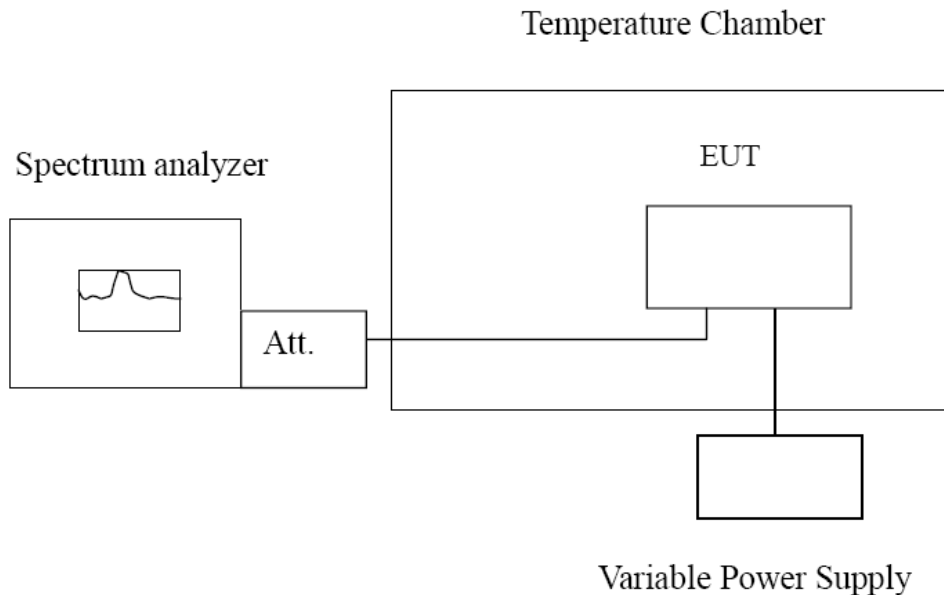 Temperature Chamber
EUT
Spectrum analyzer
Att.
Variable Power Supply